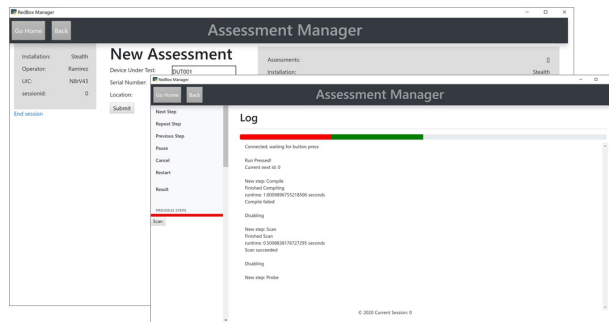 RedBox Manager
Go Home Back Assessment Manager
Installation: Stealth
Operator: Ramirez
UIC: N8rV43
sessionid: 0
End session
New Assessment
Device Under Test: DUT001
Serial Number:
Location:
Submit
Assessments: []
Installation: Stealth
RedBox Manager
Go Home Back Assessment Manager
Next Step
Repeat Step
Previous Step
Pause
Cancel
Restart
Result
PREVIOUS STEPS
Scan
Log
Connected, waiting for button press
Run Pressed!
Current next id: 0
New step: Compile
Finished Compiling
runtime: 1.0009896755218506 seconds
Compile failed
Disabling
New step: Scan
Finished Scan
runtime: 0.5008838176727295 seconds
Scan succeeded
Disabling
New step: Probe
© 2020 Current Session: 0